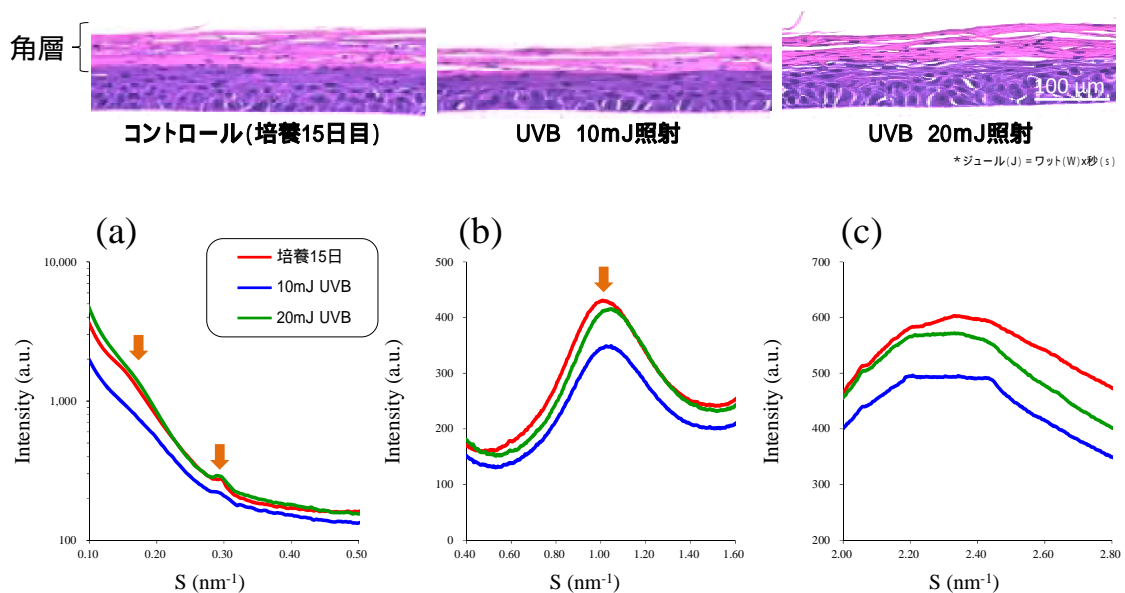 角層
100 μm
コントロール(培養15日目)
UVB 10mJ照射
UVB 20mJ照射
*ジュール(J) = ワット(W)x秒(s)
(a)
(b)
(c)
培養15日
10mJ UVB
20mJ UVB
Intensity (a.u.)
10,000
1,000
100
0.10 0.20 0.30 0.40 0.50
S (nm-1)
Intensity (a.u.)
500
400
300
200
100
0
0.40 0.60 0.80 1.00 1.20 1.40 1.60
S (nm-1)
Intensity (a.u.)
700
600
500
400
300
200
2.00 2.20 2.40 2.60 2.80
S (nm-1)